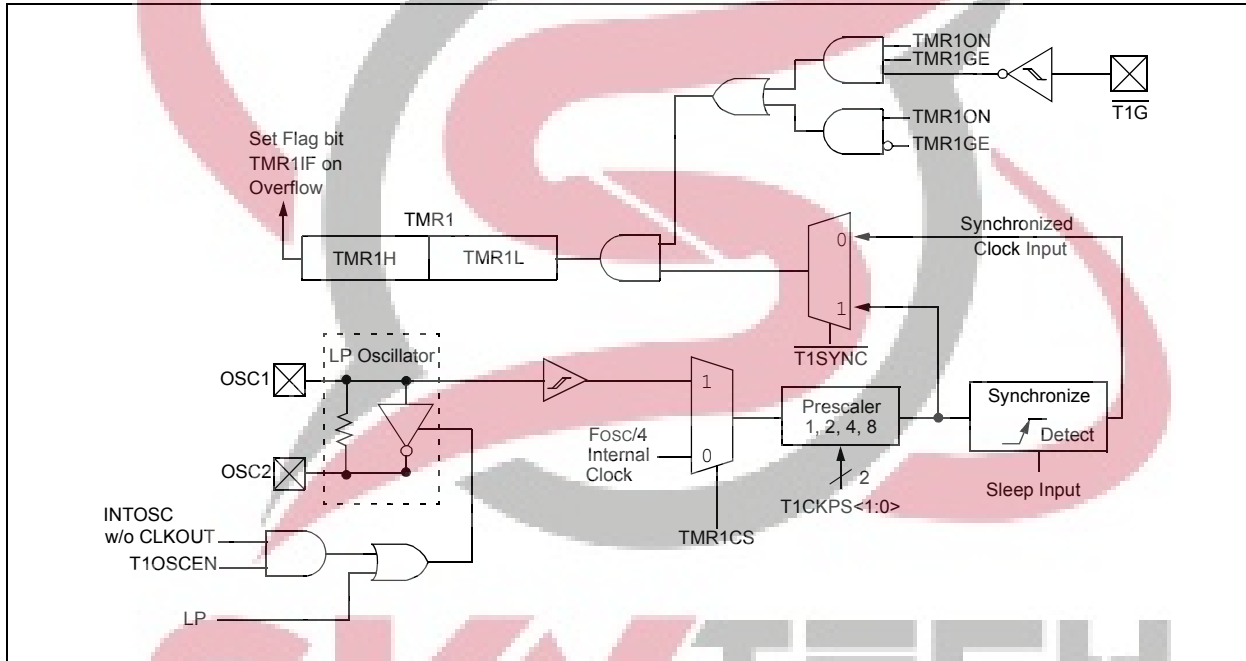 TMR1ON
TMR1GE
T1G
TMR1ON
TMR1GE
Set Flag bit
TMR1IF on
Overflow
TMR1
TMR1H
TMR1L
0
1
T1SYNC
Synchronized
Clock Input
LP Oscillator
OSC1
OSC2
1
0
FOSC/4
Internal
Clock
TMR1CS
Prescaler
1, 2, 4, 8
2
T1CKPS<1:0>
Synchronize
Detect
Sleep Input
INTOSC
w/o CLKOUT
T1OSCEN
LP